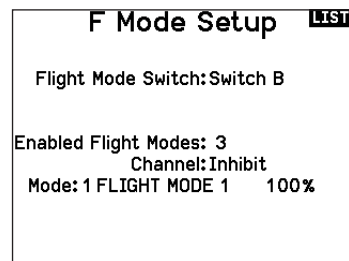 F Mode Setup LIST
Flight Mode Switch: Switch B
Enabled Flight Modes: 3
Channel: Inhibit
Mode: 1 FLIGHT MODE 1 100%